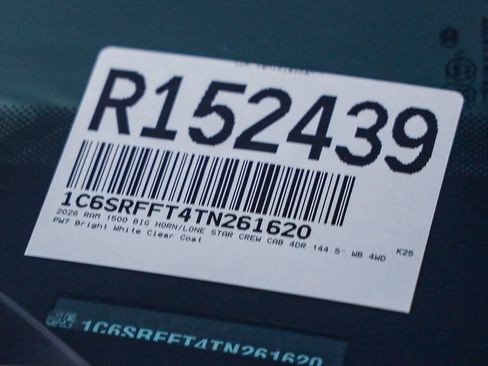 R152439
1C6SRFFT4TN261620
2026 RAM 1500 BIG HORN/LONE STAR CREW CAB 4DR 144.5" WB 4WD K25
PW7 Bright White Clear Coat
1C6SRFFT4TN261620